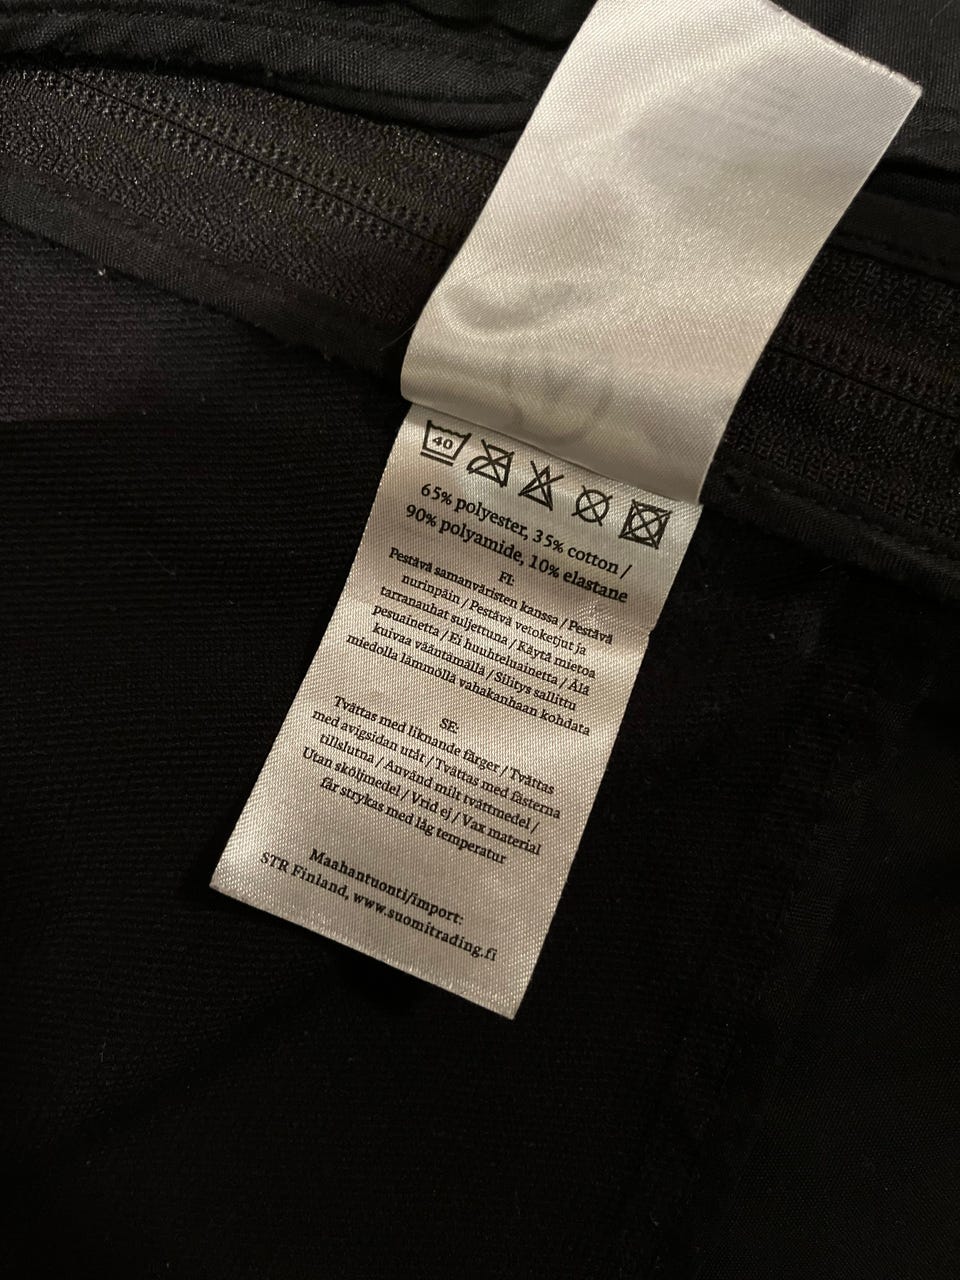 40
65% polyester, 35% cotton /
90% polyamide, 10% elastane
FI:
Pestävä samanväristen kanssa / Pestävä
nurinpäin / Pestävä vetoketjut ja
tarranauhat suljettuna / Käytä mietoa
pesuainetta / Ei huuhteluainetta / Älä
kuivaa vääntämällä / Silitys sallittu
miedolla lämmöllä vahakanhaan kohdata
SE:
Tvättas med liknande färger / Tvättas
med avigsidan utåt / Tvättas med fasterna
tillslutna / Använd milt tvättmedel /
Utan sköljmedel / Vrid ej / Vax material
får strykas med låg temperatur
Maahantuonti/import:
STR Finland, www.suomitrading.fi